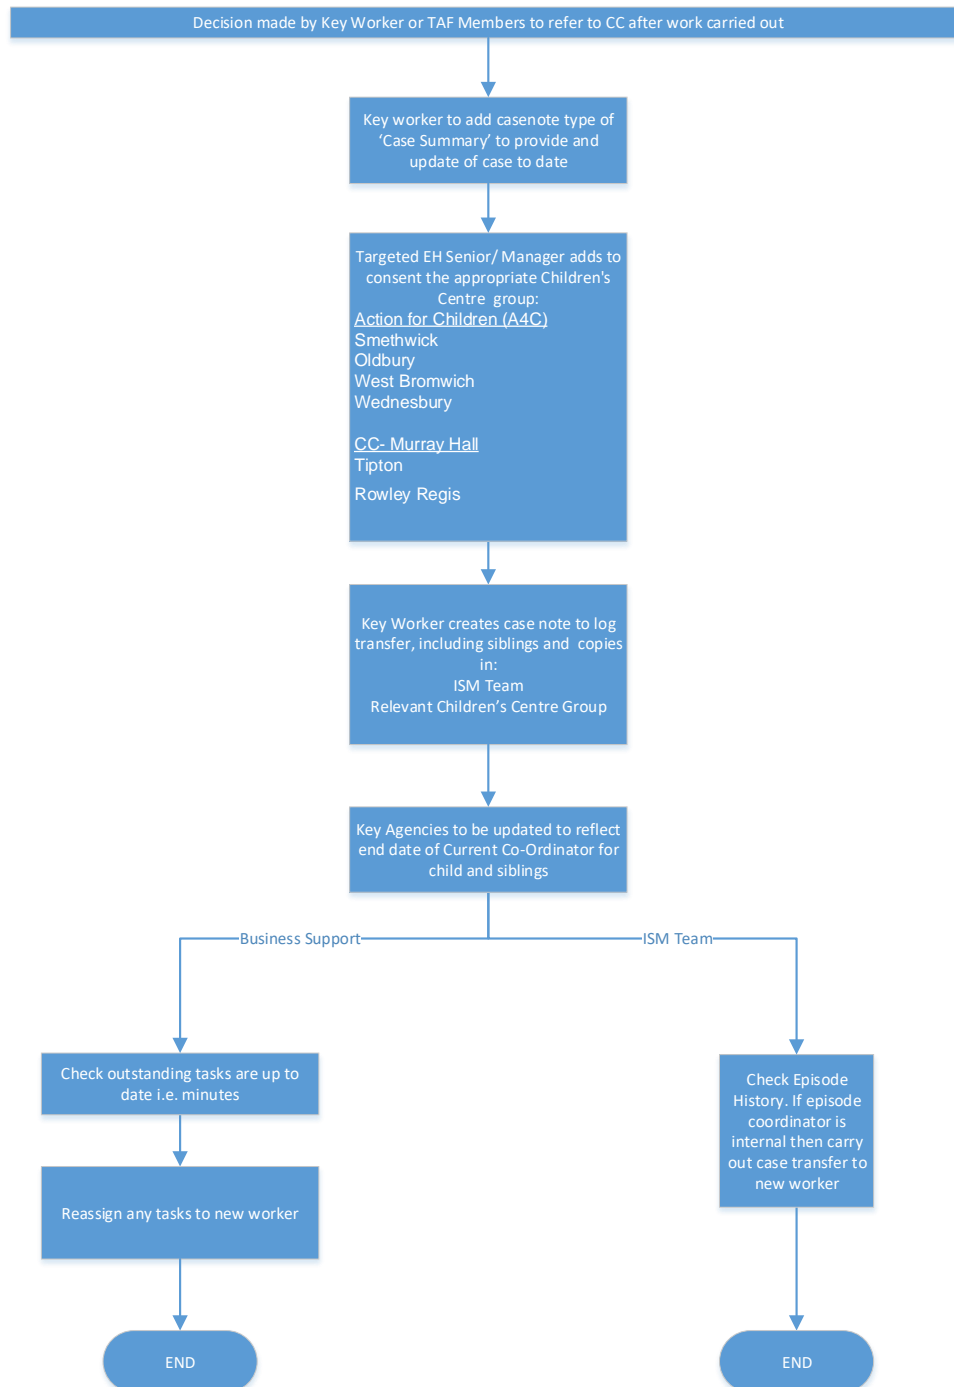 Decision made by Key Worker or TAF Members to refer to CC after work carried out
Key worker to add casenote type of
‘Case Summary’ to provide and
update of case to date
Targeted EH Senior/ Manager adds to
consent the appropriate Children's
Centre  group:
Action for Children (A4C)
Smethwick
Oldbury
West Bromwich
Wednesbury
CC- Murray Hall
Tipton
Rowley Regis
Key Worker creates case note to log
transfer, including siblings and  copies
in:
ISM Team
Relevant Children’s Centre Group
Key Agencies to be updated to reflect
end date of Current Co-Ordinator for
child and siblings
Business Support
ISM Team
Check outstanding tasks are up to
date i.e. minutes
Reassign any tasks to new worker
END
Check Episode
History. If episode
coordinator is
internal then carry
out case transfer to
new worker
END